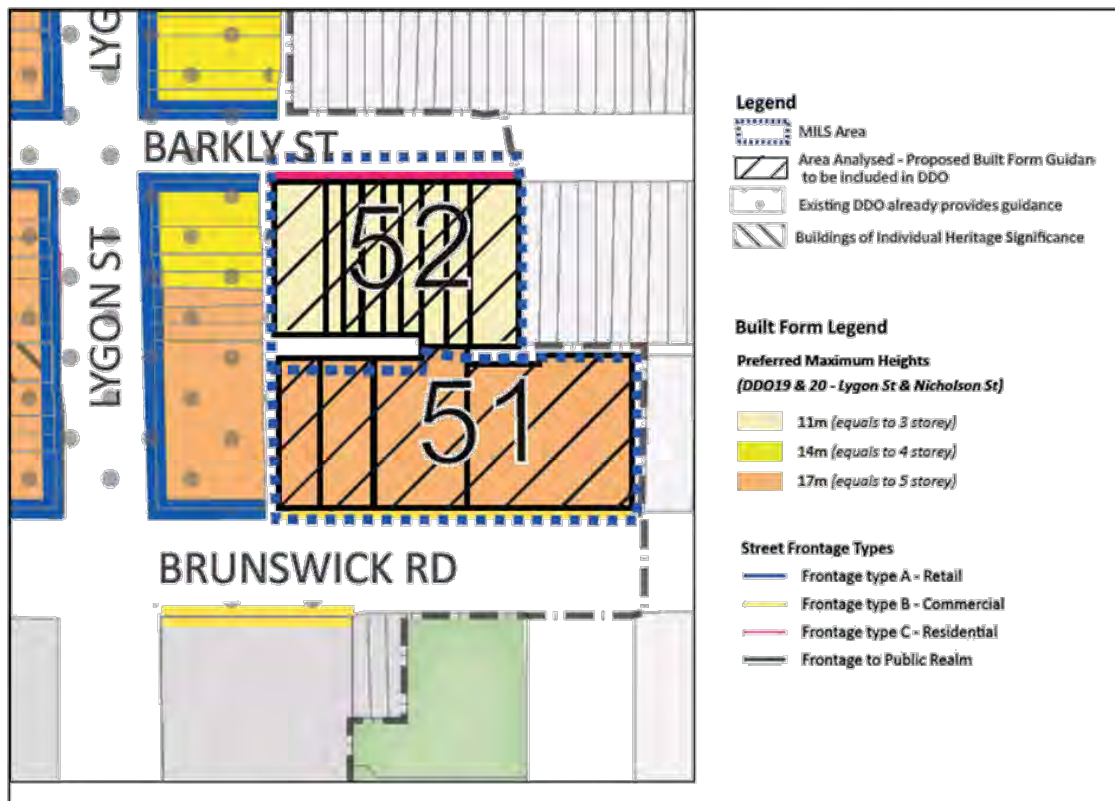 LYG
BARKLY ST
LYGON ST
52
51
BRUNSWICK RD
Legend
MILS Area
Area Analysed - Proposed Built Form Guidan
to be included in DDO
Existing DDO already provides guidance
Buildings of Individual Heritage Significance
Built Form Legend
Preferred Maximum Heights
(DDO19 & 20 - Lygon St & Nicholson St)
11m (equals to 3 storey)
14m (equals to 4 storey)
17m (equals to 5 storey)
Street Frontage Types
Frontage type A - Retail
Frontage type B - Commercial
Frontage type C - Residential
Frontage to Public Realm